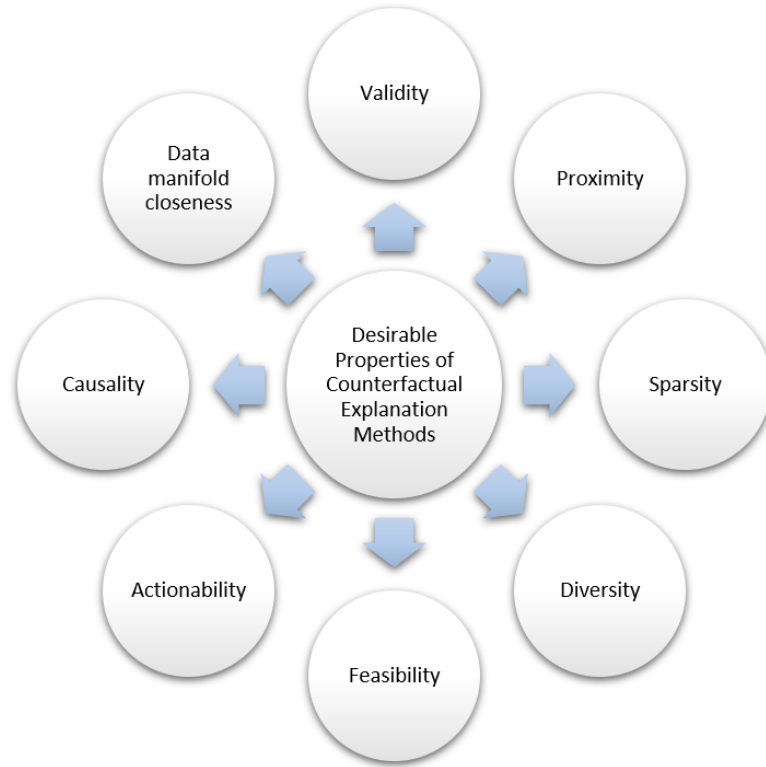 Validity
Data
manifold
closeness
Proximity
Desirable
Properties of
Counterfactual
Explanation
Methods
Causality
Sparsity
Actionability
Diversity
Feasibility